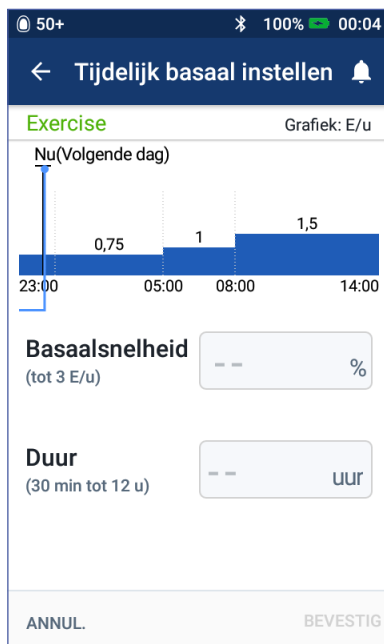 50+ 100% 00:04
Tijdelijk basaal instellen
Exercise Grafiek: E/u
Nu(Volgende dag)
0,75 1 1,5
23:00 05:00 08:00 14:00
Basaalsnelheid
(tot 3 E/u)
-- %
Duur
(30 min tot 12 u)
-- uur
ANNUL. BEVESTIG